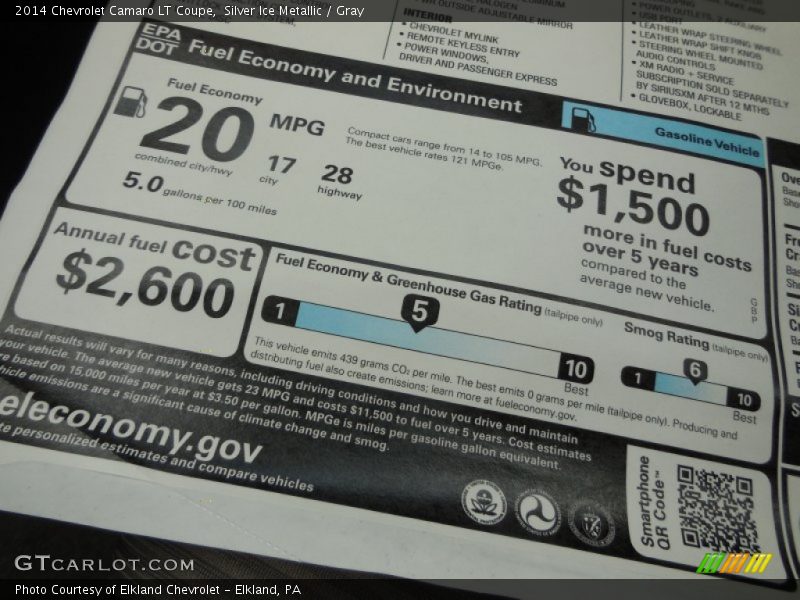 2014 Chevrolet Camaro LT Coupe, Silver Ice Metallic / Gray
INTERIOR
• CHEVROLET MYLINK
• REMOTE KEYLESS ENTRY
• POWER WINDOWS,
DRIVER AND PASSENGER EXPRESS
• POWER OUTLETS, 2 AUXILIARY
• USB PORT
• LEATHER WRAP STEERING WHEEL
• LEATHER WRAP SHIFT KNOB
• STEERING WHEEL MOUNTED
AUDIO CONTROLS
• XM RADIO + SERVICE
SUBSCRIPTION SOLD SEPARATELY
BY SIRIUSXM AFTER 12 MTHS
• GLOVEBOX, LOCKABLE
EPA
DOT Fuel Economy and Environment
Gasoline Vehicle
Fuel Economy
20 MPG
combined city/hwy
17
city
28
highway
5.0 gallons per 100 miles
Compact cars range from 14 to 105 MPG.
The best vehicle rates 121 MPGe.
You spend
$1,500
more in fuel costs
over 5 years
compared to the
average new vehicle.
GBP
Annual fuel cost
$2,600
Fuel Economy & Greenhouse Gas Rating (tailpipe only)
1 5 10
Best
Smog Rating (tailpipe only)
1 6 10
Best
This vehicle emits 439 grams CO₂ per mile. The best emits 0 grams per mile (tailpipe only). Producing and
distributing fuel also create emissions; learn more at fueleconomy.gov.
Actual results will vary for many reasons, including driving conditions and how you drive and maintain
your vehicle. The average new vehicle gets 23 MPG and costs $11,500 to fuel over 5 years. Cost estimates
are based on 15,000 miles per year at $3.50 per gallon. MPGe is miles per gasoline gallon equivalent.
hicle emissions are a significant cause of climate change and smog.
eleconomy.gov
te personalized estimates and compare vehicles
Smartphone
QR Code™
GTCARLOT.COM
Photo Courtesy of Elkland Chevrolet - Elkland, PA